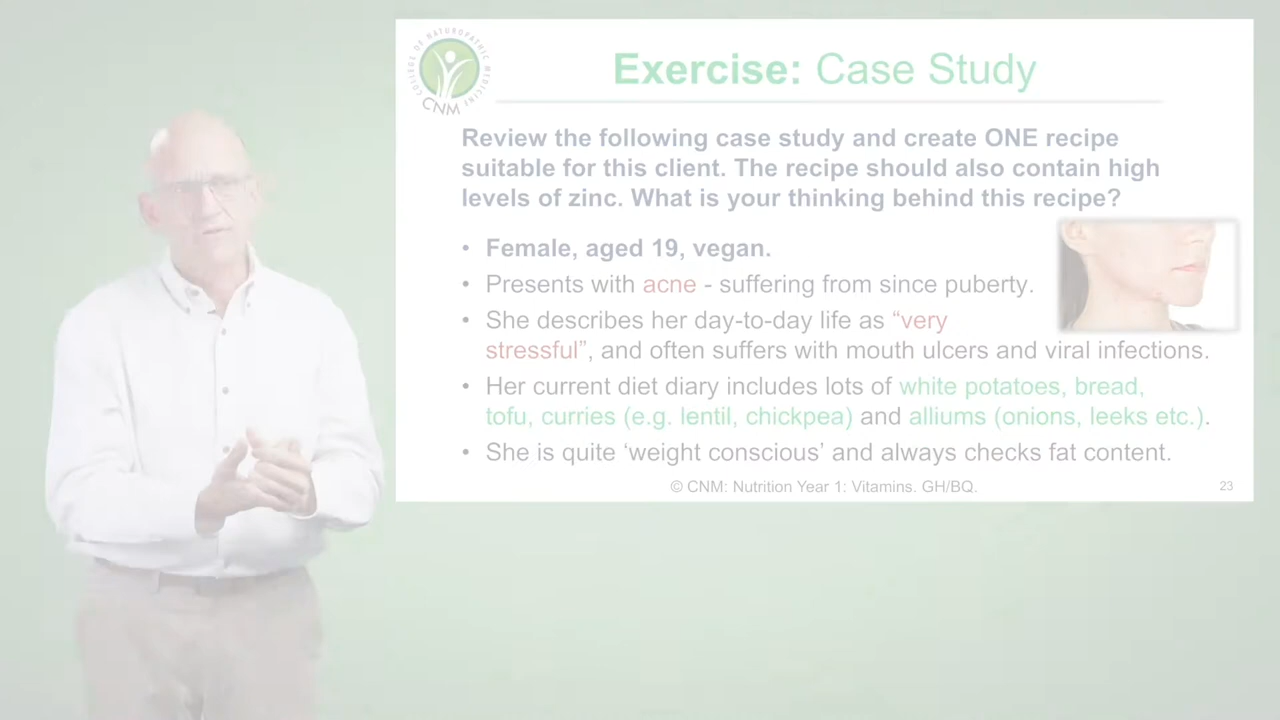 COLLEGE OF NATUROPATHIC MEDICINE
CNM
Exercise: Case Study
Review the following case study and create ONE recipe
suitable for this client. The recipe should also contain high
levels of zinc. What is your thinking behind this recipe?
• Female, aged 19, vegan.
• Presents with acne - suffering from since puberty.
• She describes her day-to-day life as “very
stressful”, and often suffers with mouth ulcers and viral infections.
• Her current diet diary includes lots of white potatoes, bread,
tofu, curries (e.g. lentil, chickpea) and alliums (onions, leeks etc.).
• She is quite ‘weight conscious’ and always checks fat content.
© CNM: Nutrition Year 1: Vitamins. GH/BQ.
23